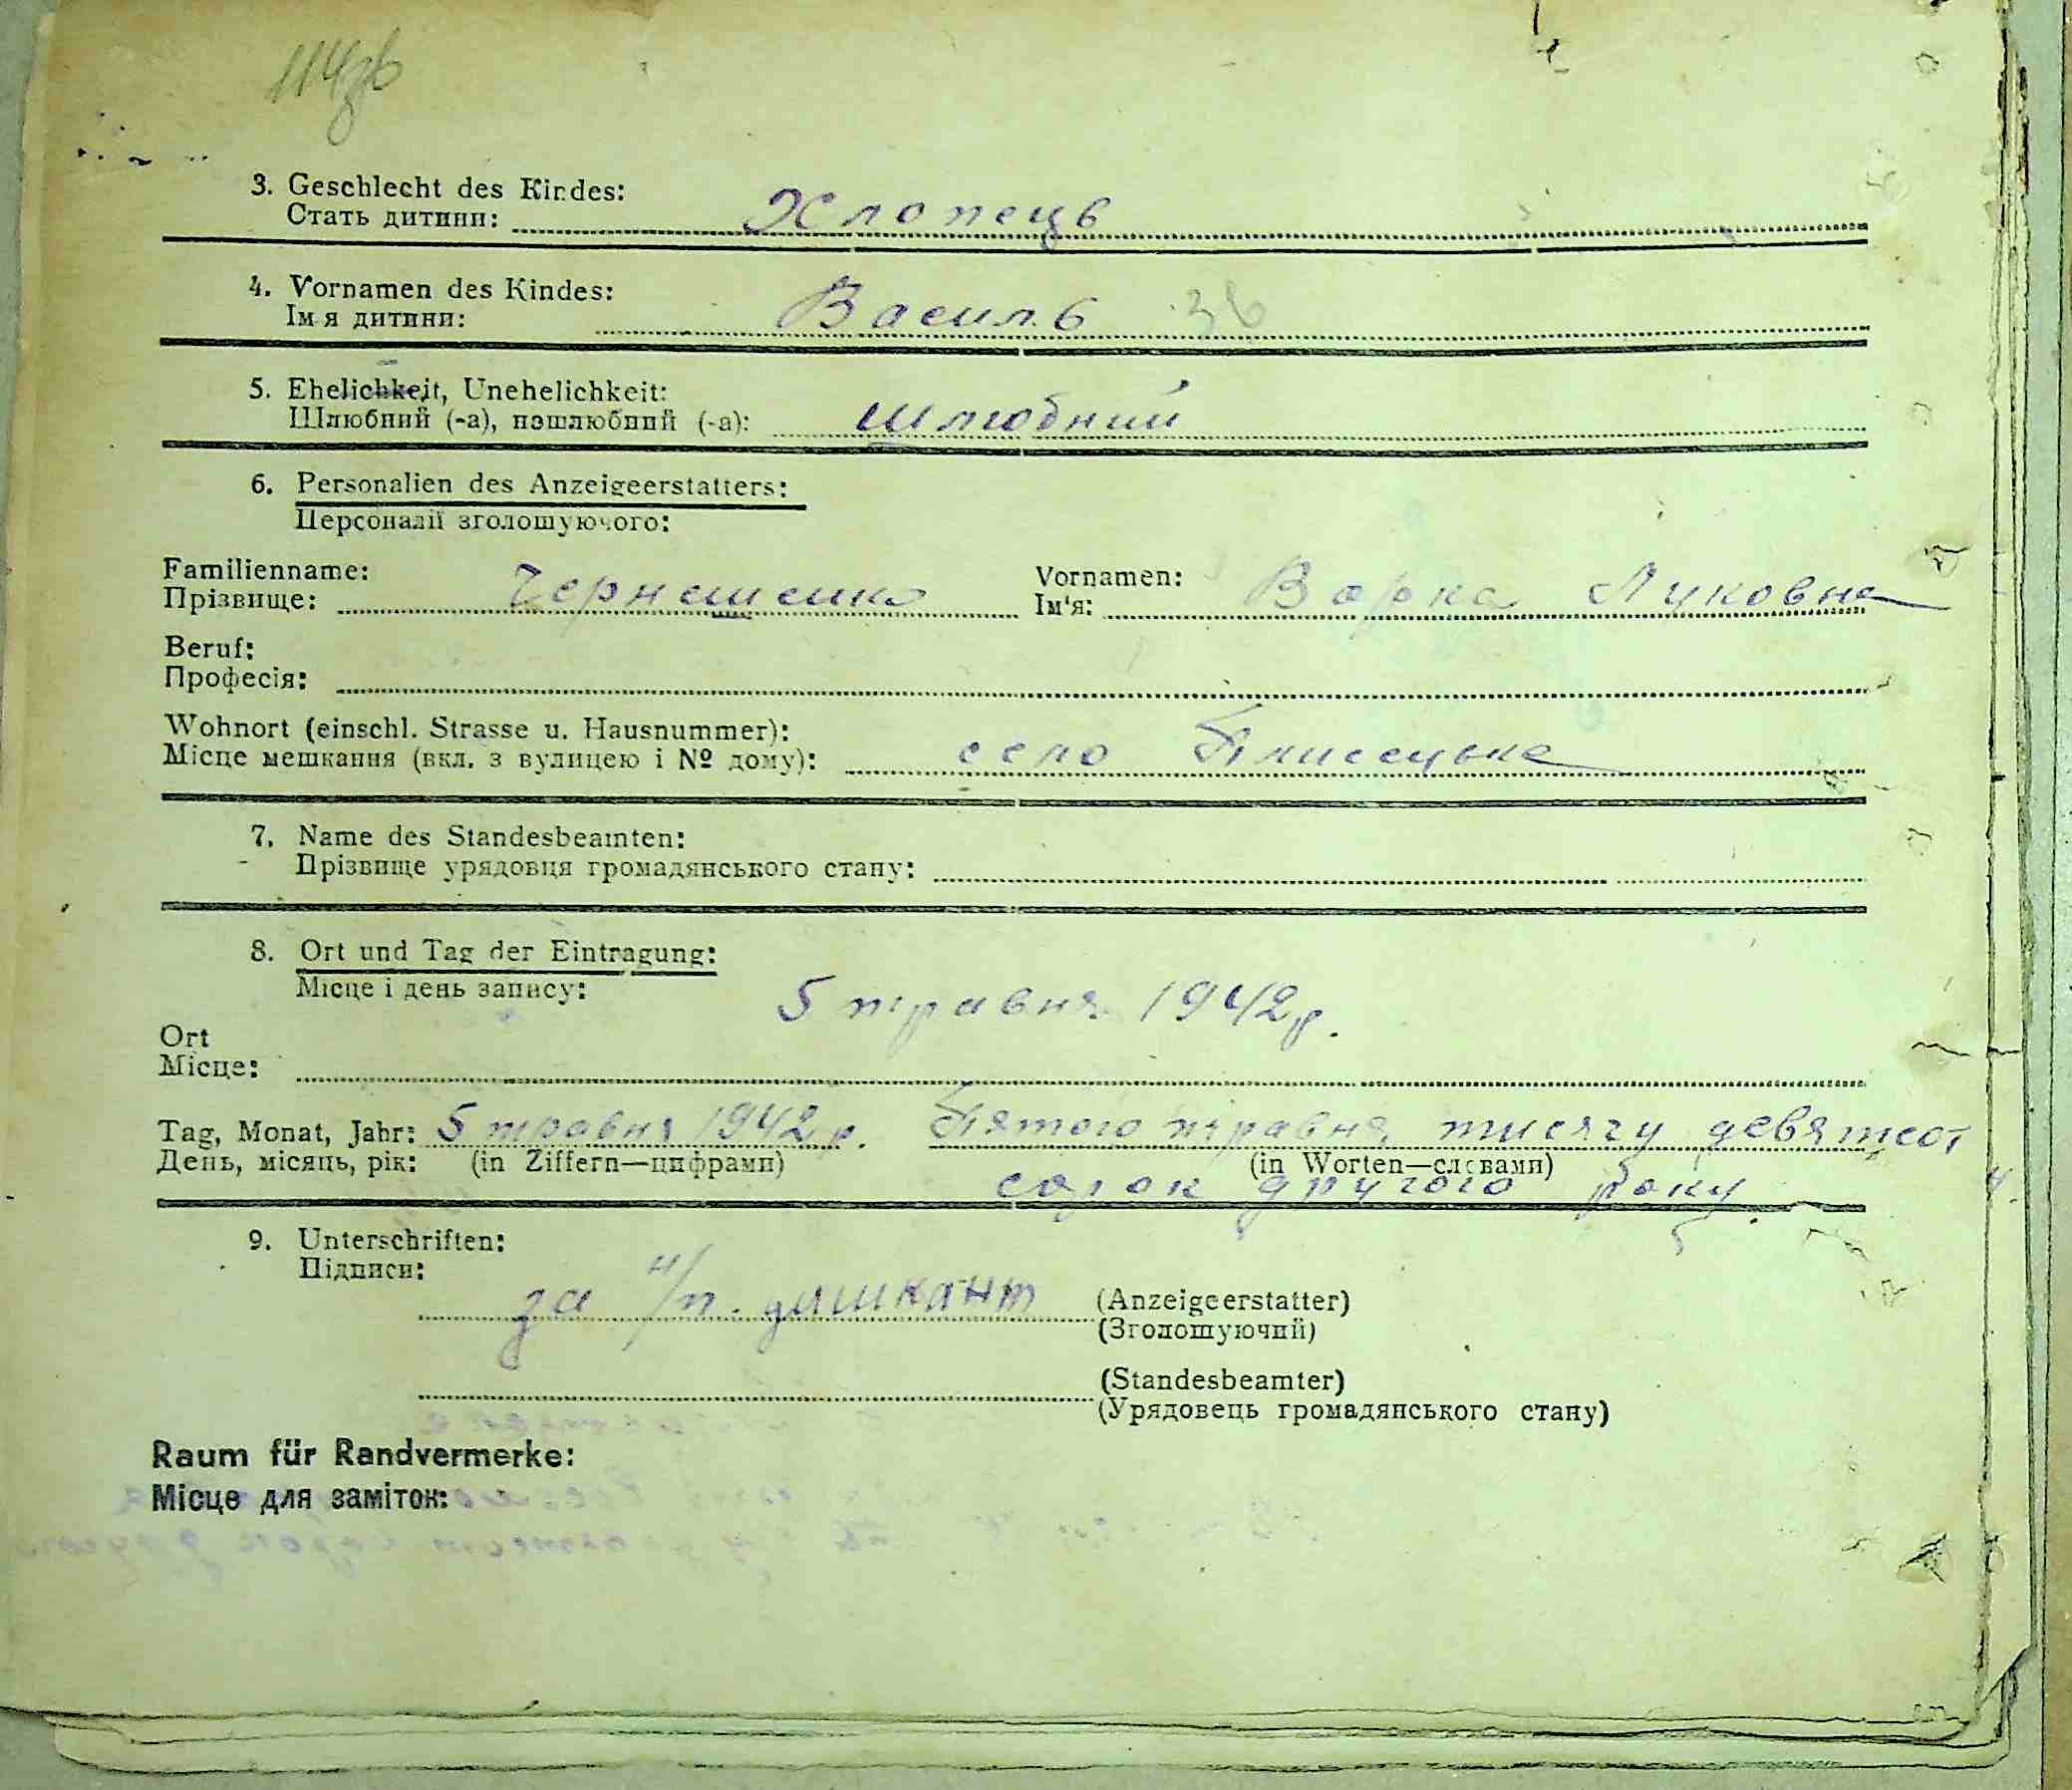 114зв
3. Geschlecht des Kindes:
Стать дитини: Хлопець
4. Vornamen des Kindes:
Ім я дитини: Василь
5. Ehelichkeit, Unehelichkeit:
Шлюбний (-а), нешлюбний (-а): шлюбний
6. Personalien des Anzeigeerstatters:
Персоналії зголошуючого:
Familienname: Vornamen:
Прізвище: Чернешенко Ім'я: Варка Луковна
Beruf:
Професія:
Wohnort (einschl. Strasse u. Hausnummer):
Місце мешкання (вкл. з вулицею і № дому): село Плисецьке
7. Name des Standesbeamten:
Прізвище урядовця громадянського стану:
8. Ort und Tag der Eintragung:
Місце і день запису:
5 травня 1942 р.
Ort
Місце:
Tag, Monat, Jahr: 5 травня 1942 р. Пятого травня тисячу девятсот
День, місяць, рік: (in Ziffern—цифрами) (in Worten—словами)
сорок другого року
9. Unterschriften:
Підписи:
за н/п. дашкант (Anzeigeerstatter)
(Зголошуючий)
(Standesbeamter)
(Урядовець громадянського стану)
Raum für Randvermerke:
Місце для заміток: